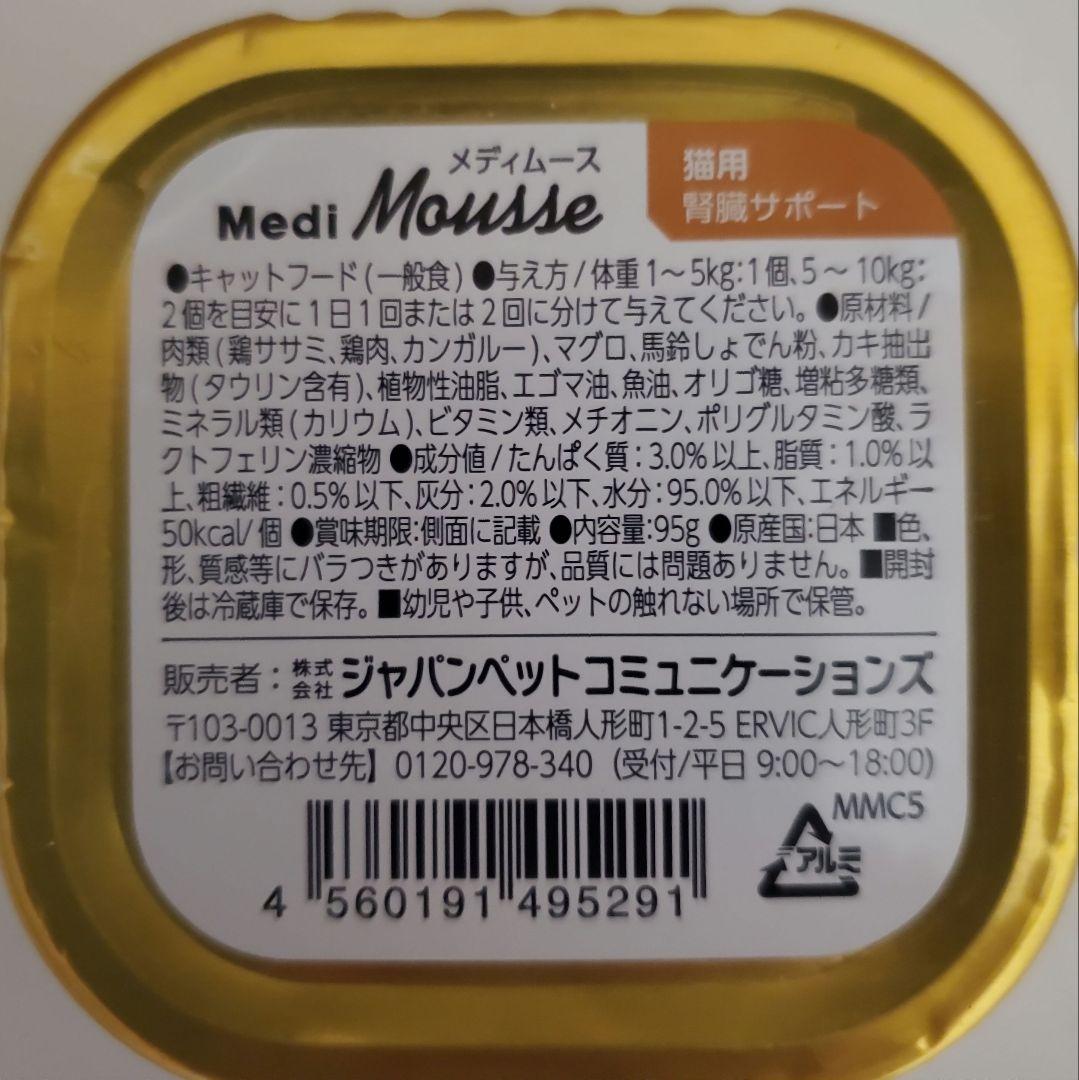 メディムース
Medi Mousse
猫用
腎臓サポート
●キャットフード(一般食) ●与え方/体重1〜5kg:1個、5〜10kg:
2個を目安に1日1回または2回に分けて与えてください。●原材料/
肉類(鶏ササミ、鶏肉、カンガルー)、マグロ、馬鈴しょでん粉、カキ抽出
物(タウリン含有)、植物性油脂、エゴマ油、魚油、オリゴ糖、増粘多糖類、
ミネラル類(カリウム)、ビタミン類、メチオニン、ポリグルタミン酸、ラ
クトフェリン濃縮物 ●成分値/たんぱく質:3.0%以上、脂質:1.0%以
上、粗繊維:0.5%以下、灰分:2.0%以下、水分:95.0%以下、エネルギー
50kcal/個 ●賞味期限:側面に記載 ●内容量:95g ●原産国:日本 ■色、
形、質感等にバラつきがありますが、品質には問題ありません。■開封
後は冷蔵庫で保存。■幼児や子供、ペットの触れない場所で保管。
販売者:株式会社ジャパンペットコミュニケーションズ
〒103-0013 東京都中央区日本橋人形町1-2-5 ERVIC人形町3F
【お問い合わせ先】0120-978-340(受付/平日 9:00〜18:00)
MMC5
アルミ
4 560191 495291